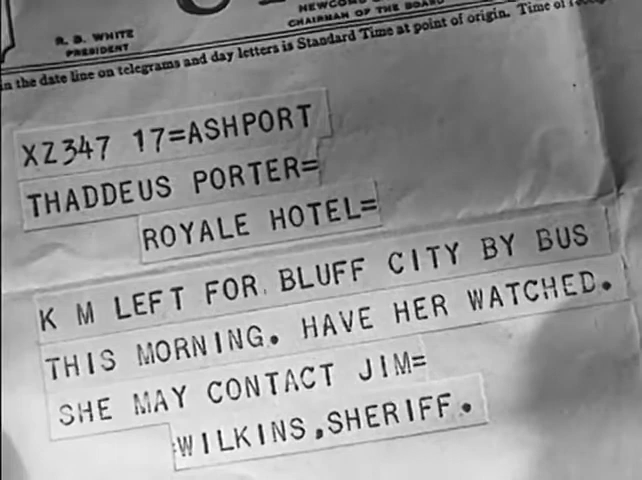 NEWCOMB
R. B. WHITE
CHAIRMAN OF THE BOARD
PRESIDENT
in the date line on telegrams and day letters is Standard Time at point of origin. Time of
XZ347 17=ASHPORT
THADDEUS PORTER=
ROYALE HOTEL=
K M LEFT FOR BLUFF CITY BY BUS
THIS MORNING. HAVE HER WATCHED.
SHE MAY CONTACT JIM=
=WILKINS,SHERIFF.